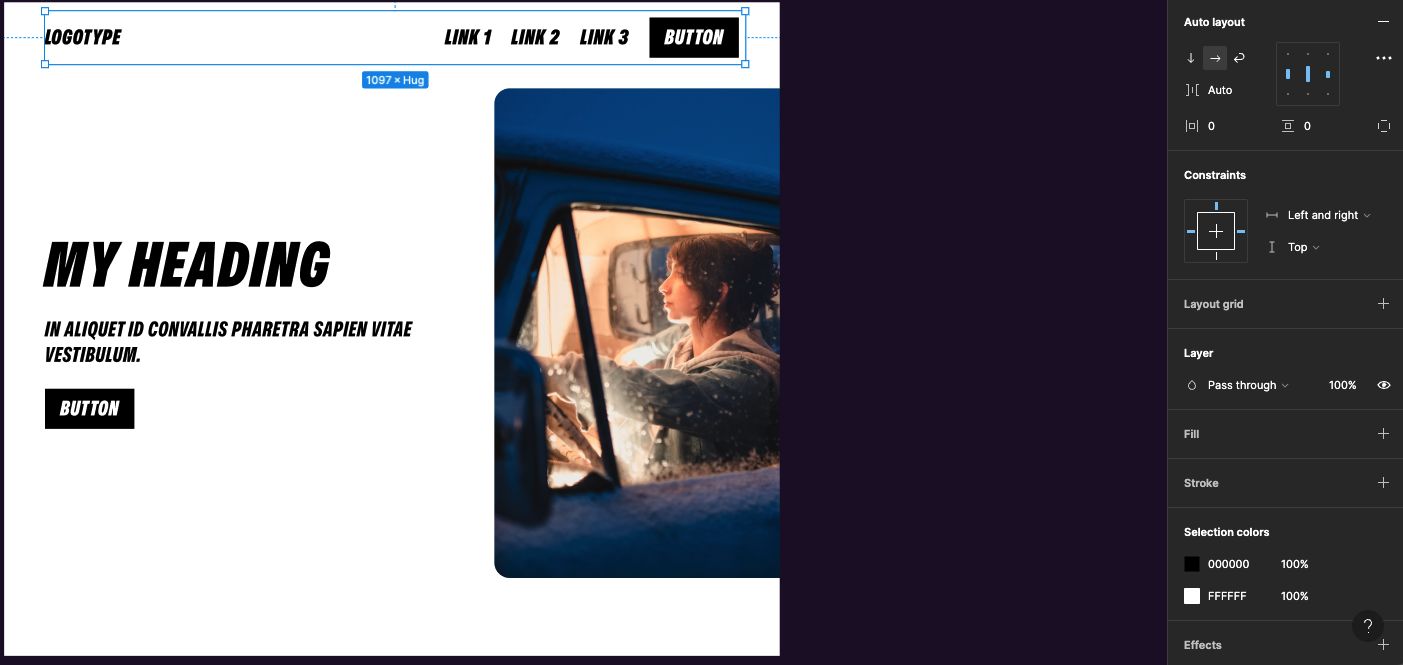 LOGOTYPE
LINK 1
LINK 2
LINK 3
BUTTON
1097 × Hug
MY HEADING
IN ALIQUET ID CONVALLIS PHARETRA SAPIEN VITAE
VESTIBULUM.
BUTTON
Auto layout
Auto
0
0
Constraints
Left and right
Top
Layout grid
Layer
Pass through
100%
Fill
Stroke
Selection colors
000000
100%
FFFFFF
100%
?
Effects